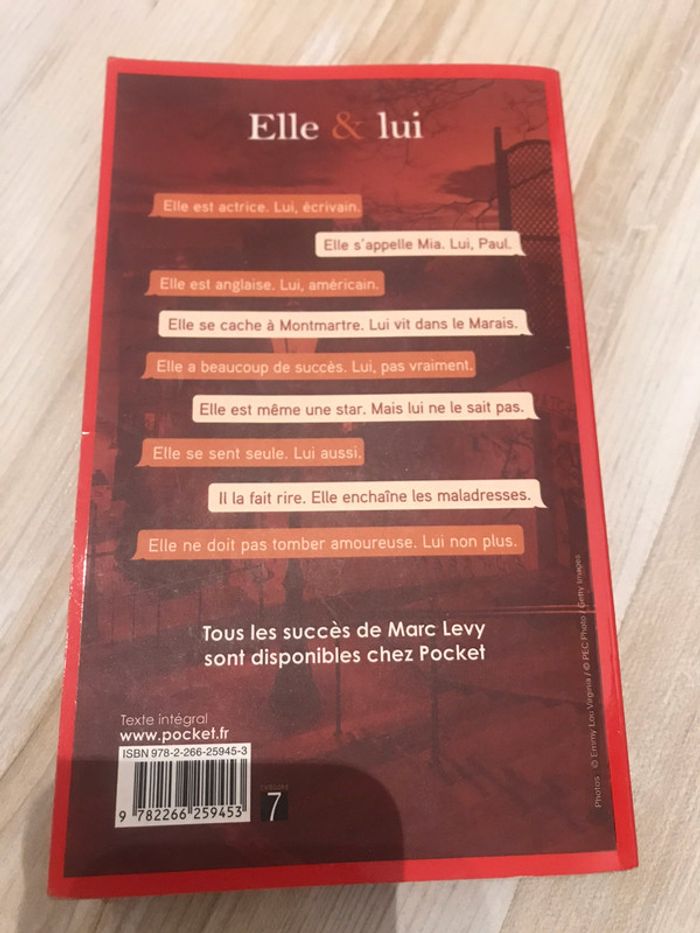 Elle & lui
Elle est actrice. Lui, écrivain.
Elle s'appelle Mia. Lui, Paul.
Elle est anglaise. Lui, américain.
Elle se cache à Montmartre. Lui vit dans le Marais.
Elle a beaucoup de succès. Lui, pas vraiment.
Elle est même une star. Mais lui ne le sait pas.
Elle se sent seule. Lui aussi.
Il la fait rire. Elle enchaîne les maladresses.
Elle ne doit pas tomber amoureuse. Lui non plus.
Tous les succès de Marc Levy
sont disponibles chez Pocket
Texte intégral
www.pocket.fr
ISBN 978-2-266-25945-3
9 782266 259453
7
Photos © Emmy Lou Virginia / © PEC Photo / Getty Images